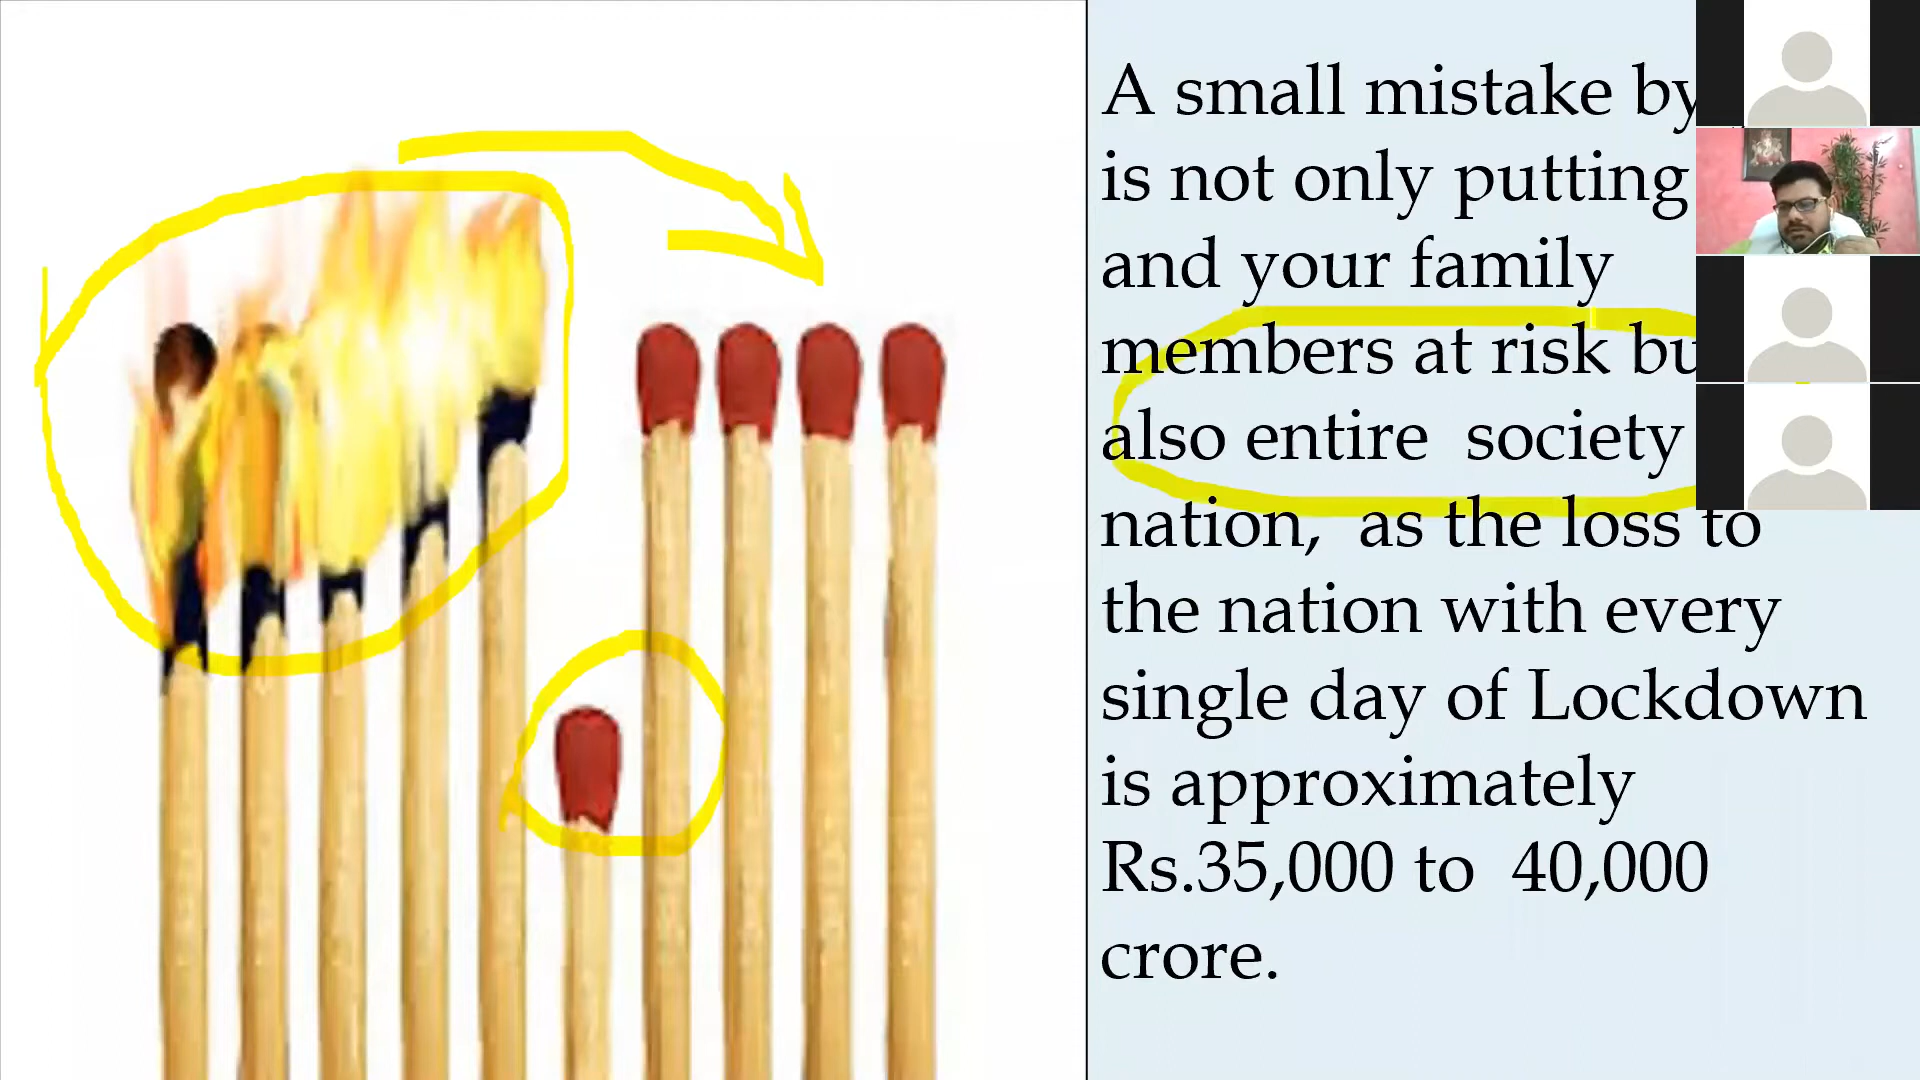 A small mistake by
is not only putting
and your family
members at risk
also entire society
nation, as the loss to
the nation with every
single day of Lockdown
is approximately
Rs.35,000 to 40,000
crore.